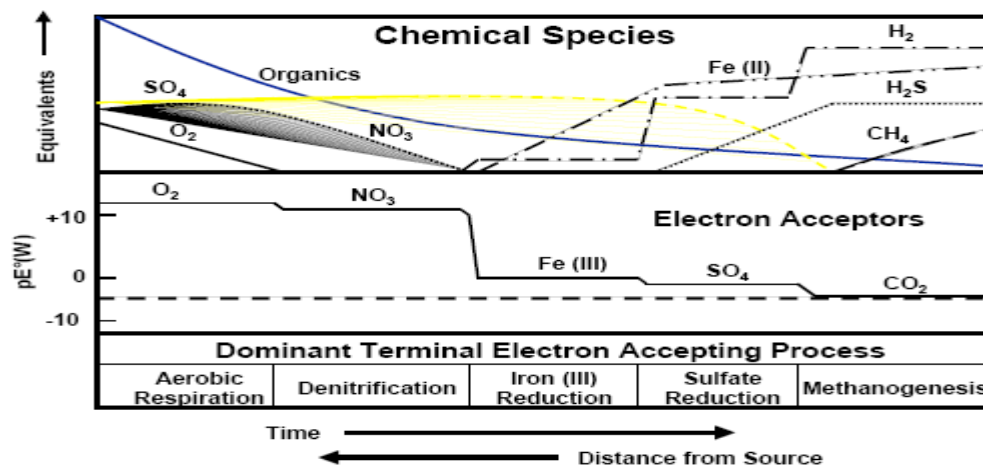 Chemical Species
H₂
Fe (II)
Organics
SO₄
H₂S
O₂
NO₃
CH₄
Equivalents
O₂
NO₃
Electron Acceptors
+10
Fe (III)
SO₄
CO₂
0
-10
pE°(W)
Dominant Terminal Electron Accepting Process
Aerobic
Respiration
Denitrification
Iron (III)
Reduction
Sulfate
Reduction
Methanogenesis
Time
Distance from Source